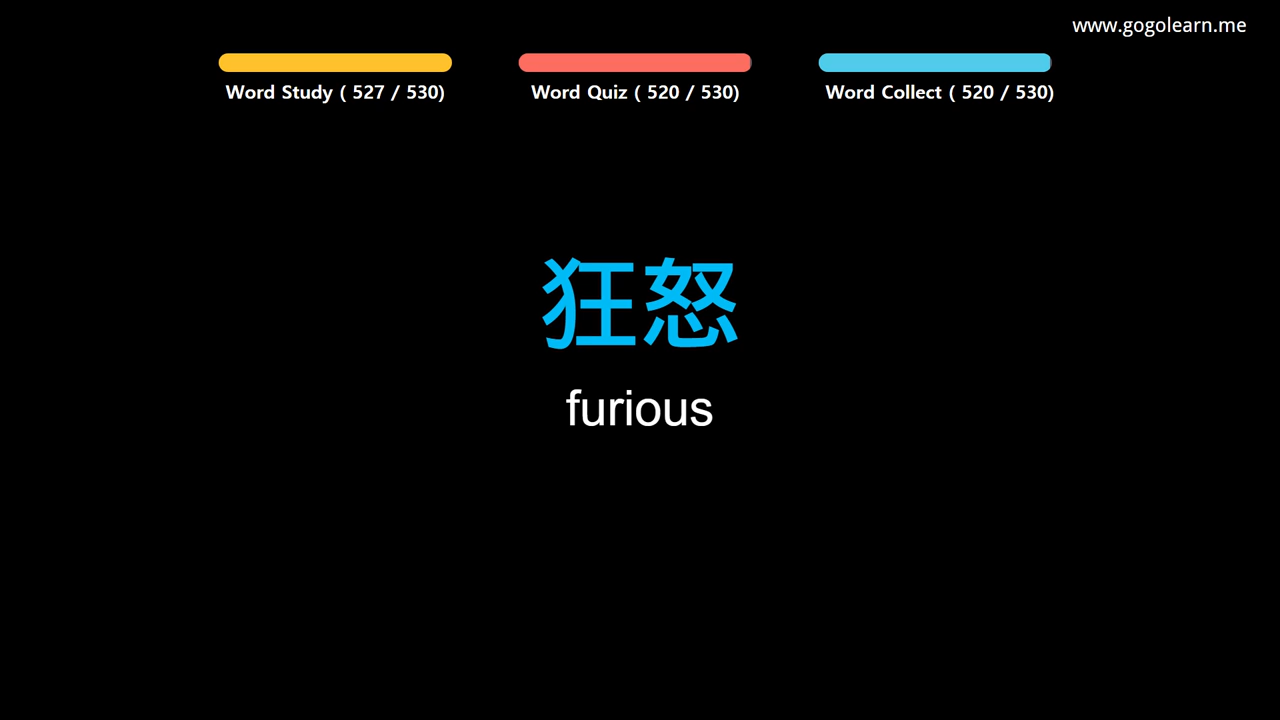 www.gogolearn.me
Word Study ( 527 / 530)
Word Quiz ( 520 / 530)
Word Collect ( 520 / 530)
狂怒
furious